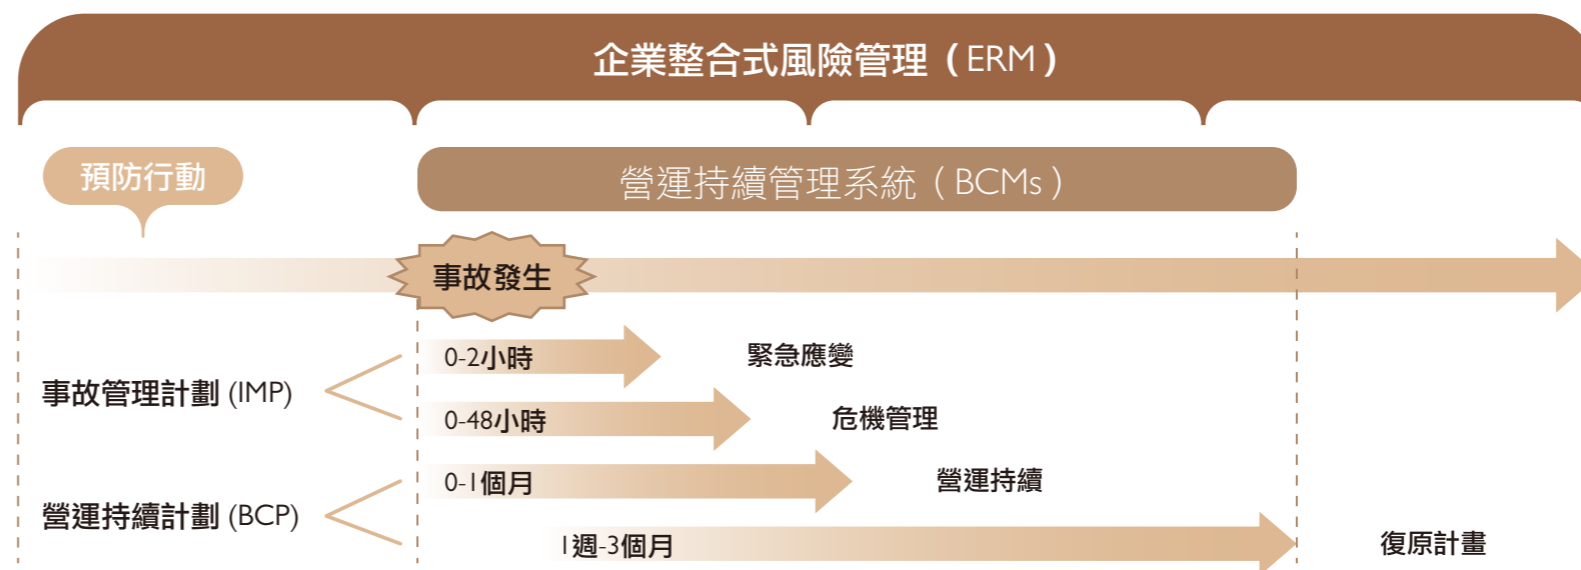 企業整合式風險管理（ERM）
預防行動
營運持續管理系統（BCMs）
事故發生
0-2小時
緊急應變
事故管理計劃 (IMP)
0-48小時
危機管理
0-1個月
營運持續
營運持續計劃 (BCP)
1週-3個月
復原計畫